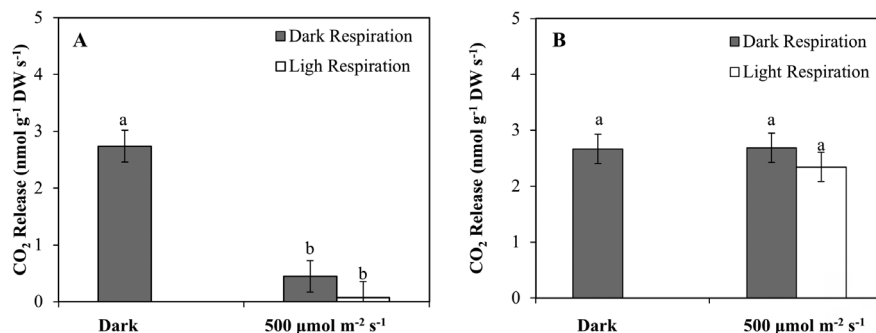 A
Dark Respiration
Ligh Respiration
CO₂ Release (nmol g⁻¹ DW s⁻¹)
5
4
3
2
1
0
a
b
b
Dark
500 µmol m⁻² s⁻¹
B
Dark Respiration
Light Respiration
CO₂ Release (nmol g⁻¹ DW s⁻¹)
5
4
3
2
1
0
a
a
a
Dark
500 µmol m⁻² s⁻¹